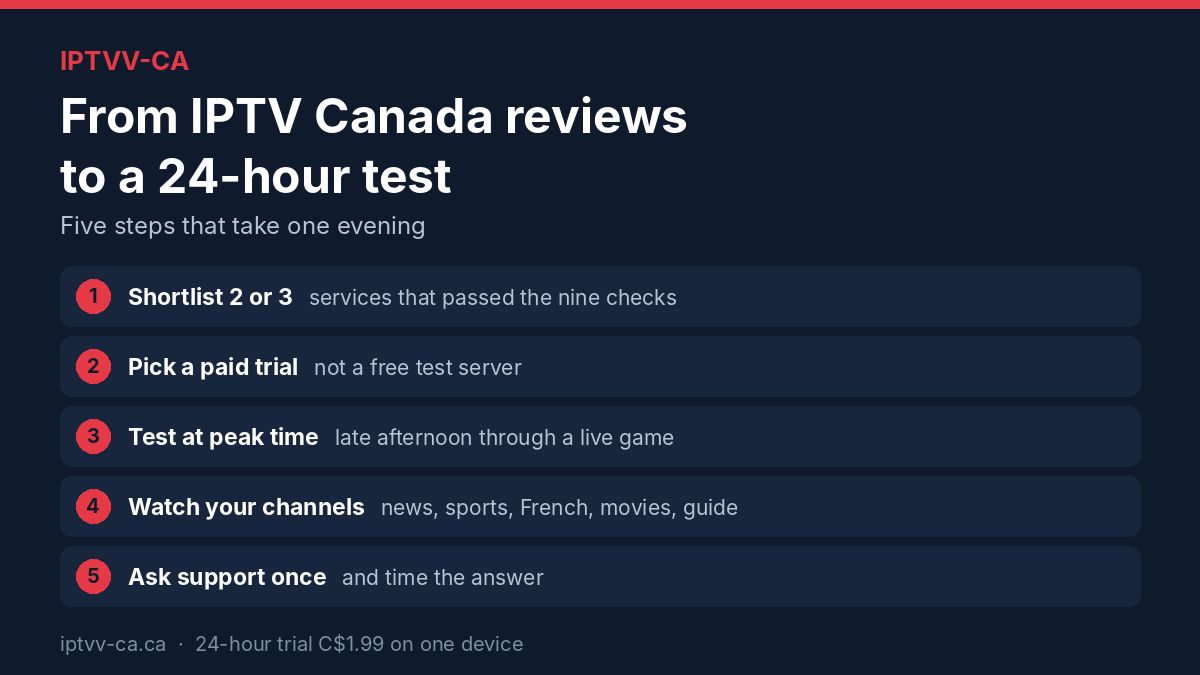 IPTVV-CA
From IPTV Canada reviews
to a 24-hour test
Five steps that take one evening
1 Shortlist 2 or 3 services that passed the nine checks
2 Pick a paid trial not a free test server
3 Test at peak time late afternoon through a live game
4 Watch your channels news, sports, French, movies, guide
5 Ask support once and time the answer
iptvv-ca.ca · 24-hour trial C$1.99 on one device